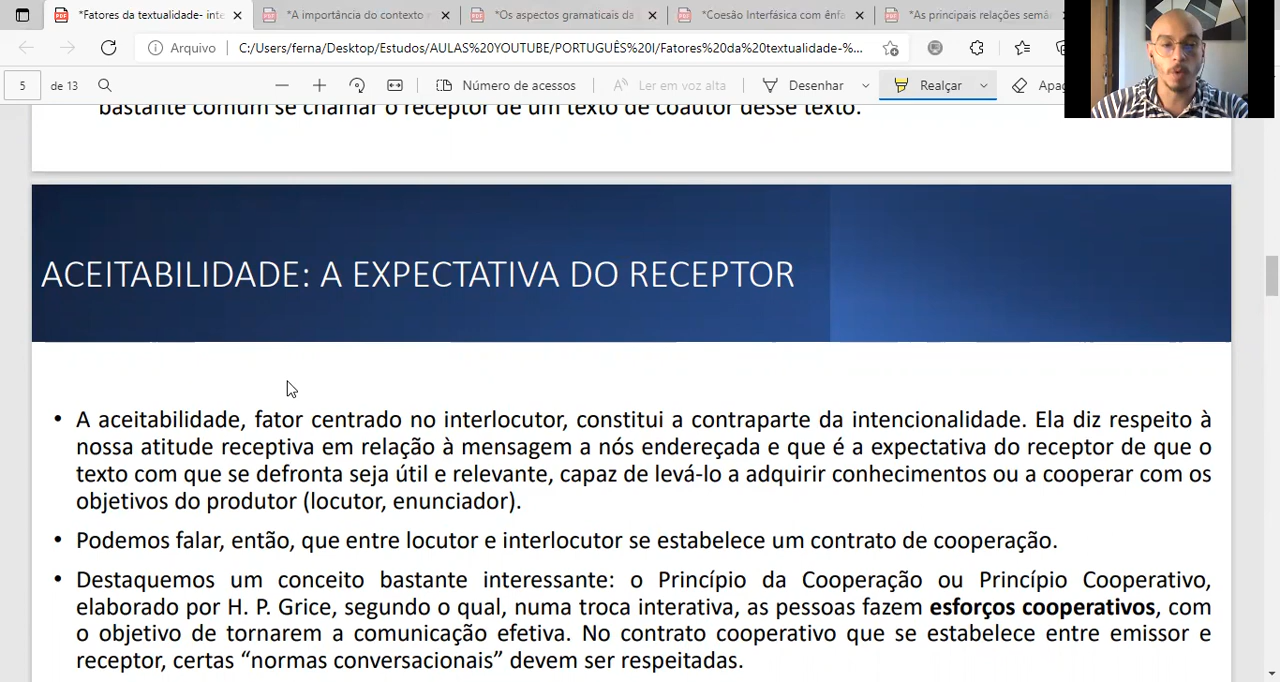 *Fatores da textualidade- inte
*A importância do contexto n
*Os aspectos gramaticais da
*Coesão Interfásica com ênfa
*As principais relações semâ
Arquivo
C:/Users/ferna/Desktop/Estudos/AULAS%20YOUTUBE/PORTUGUÊS%20I/Fatores%20da%20textualidade-%...
5 de 13
Número de acessos
Ler em voz alta
Desenhar
Realçar
Apag
bastante comum se chamar o receptor de um texto de coautor desse texto.
ACEITABILIDADE: A EXPECTATIVA DO RECEPTOR
• A aceitabilidade, fator centrado no interlocutor, constitui a contraparte da intencionalidade. Ela diz respeito à
nossa atitude receptiva em relação à mensagem a nós endereçada e que é a expectativa do receptor de que o
texto com que se defronta seja útil e relevante, capaz de levá-lo a adquirir conhecimentos ou a cooperar com os
objetivos do produtor (locutor, enunciador).
• Podemos falar, então, que entre locutor e interlocutor se estabelece um contrato de cooperação.
• Destaquemos um conceito bastante interessante: o Princípio da Cooperação ou Princípio Cooperativo,
elaborado por H. P. Grice, segundo o qual, numa troca interativa, as pessoas fazem esforços cooperativos, com
o objetivo de tornarem a comunicação efetiva. No contrato cooperativo que se estabelece entre emissor e
receptor, certas “normas conversacionais” devem ser respeitadas.